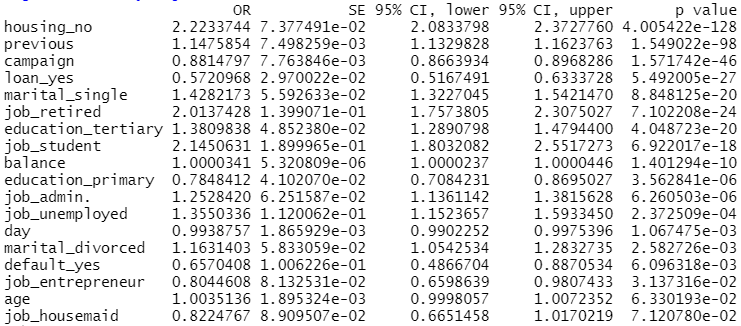 OR SE 95% CI, lower 95% CI, upper p value
housing_no 2.2233744 7.377491e-02 2.0833798 2.3727760 4.005422e-128
previous 1.1475854 7.498259e-03 1.1329828 1.1623763 1.549022e-98
campaign 0.8814797 7.763846e-03 0.8663934 0.8968286 1.571742e-46
loan_yes 0.5720968 2.970022e-02 0.5167491 0.6333728 5.492005e-27
marital_single 1.4282173 5.592633e-02 1.3227045 1.5421470 8.848125e-20
job_retired 2.0137428 1.399071e-01 1.7573805 2.3075027 7.102208e-24
education_tertiary 1.3809838 4.852380e-02 1.2890798 1.4794400 4.048723e-20
job_student 2.1450631 1.899965e-01 1.8032082 2.5517273 6.922017e-18
balance 1.0000341 5.320809e-06 1.0000237 1.0000446 1.401294e-10
education_primary 0.7848412 4.102070e-02 0.7084231 0.8695027 3.562841e-06
job_admin. 1.2528420 6.251587e-02 1.1361142 1.3815628 6.260503e-06
job_unemployed 1.3550336 1.120062e-01 1.1523657 1.5933450 2.372509e-04
day 0.9938757 1.865929e-03 0.9902252 0.9975396 1.067475e-03
marital_divorced 1.1631403 5.833059e-02 1.0542534 1.2832735 2.582726e-03
default_yes 0.6570408 1.006226e-01 0.4866704 0.8870534 6.096318e-03
job_entrepreneur 0.8044608 8.132531e-02 0.6598639 0.9807433 3.137316e-02
age 1.0035136 1.895324e-03 0.9998057 1.0072352 6.330193e-02
job_housemaid 0.8224767 8.909507e-02 0.6651458 1.0170219 7.120780e-02